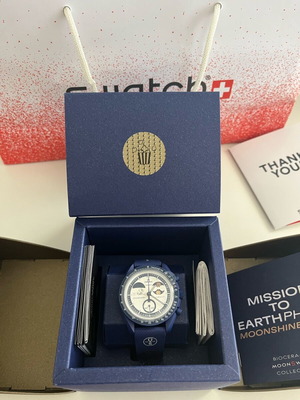 swatch
THANK
YOU
MISSION
TO
EARTHPH
MOONSHINE
BIOCERA
MOONSW
COLLEC